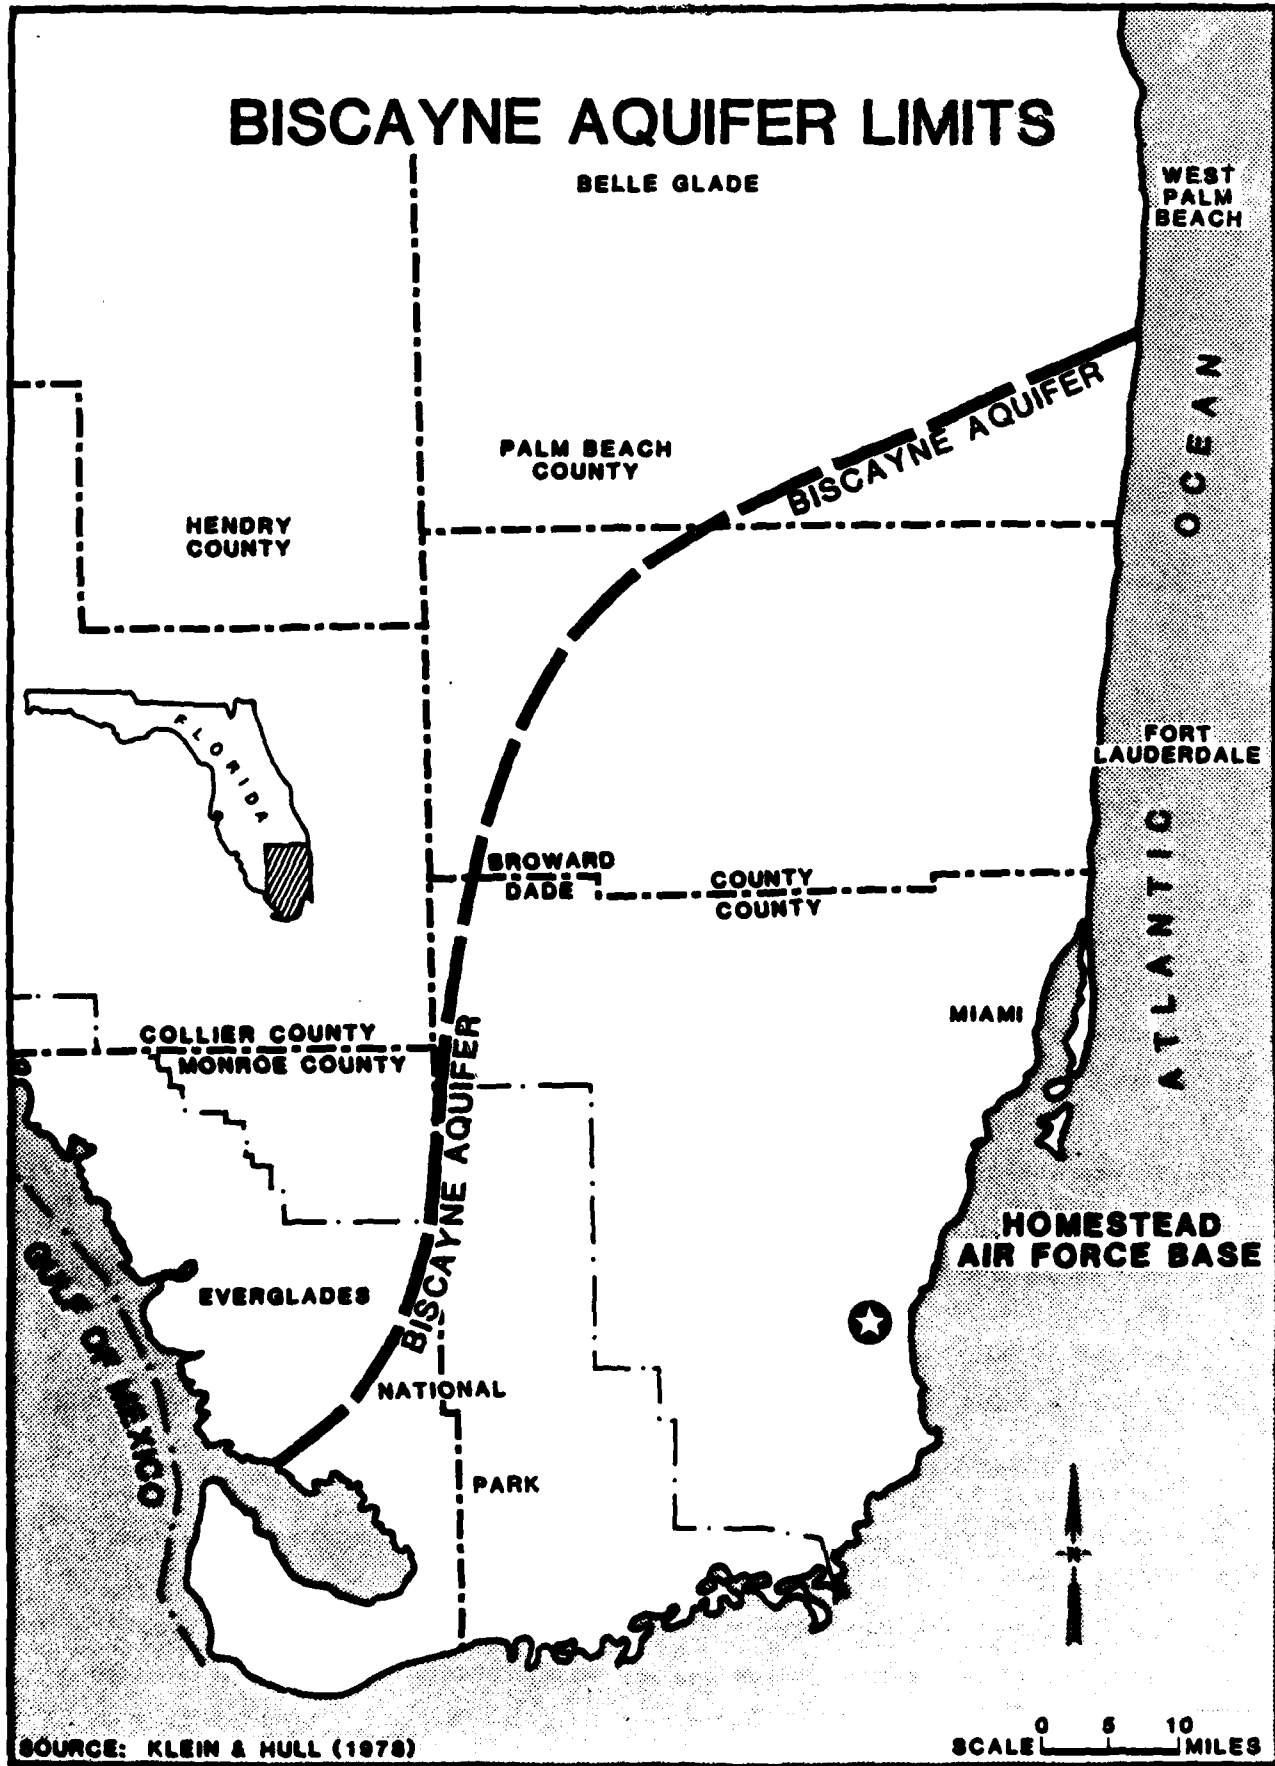 BISCAYNE AQUIFER LIMITS
BELLE GLADE
WEST
PALM
BEACH
OCEAN
BISCAYNE AQUIFER
PALM BEACH
COUNTY
HENDRY
COUNTY
FLORIDA
FORT
LAUDERDALE
ATLANTIC
BROWARD
DADE
COUNTY
COUNTY
MIAMI
COLLIER COUNTY
MONROE COUNTY
BISCAYNE AQUIFER
HOMESTEAD
AIR FORCE BASE
GULF OF MEXICO
EVERGLADES
NATIONAL
PARK
N
0 5 10
SCALE MILES
SOURCE: KLEIN & HULL (1978)